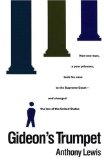 How one man,
a poor prisoner,
took his case
to the Supreme Court—
and changed
the law of the United States
Gideon's Trumpet
Anthony Lewis